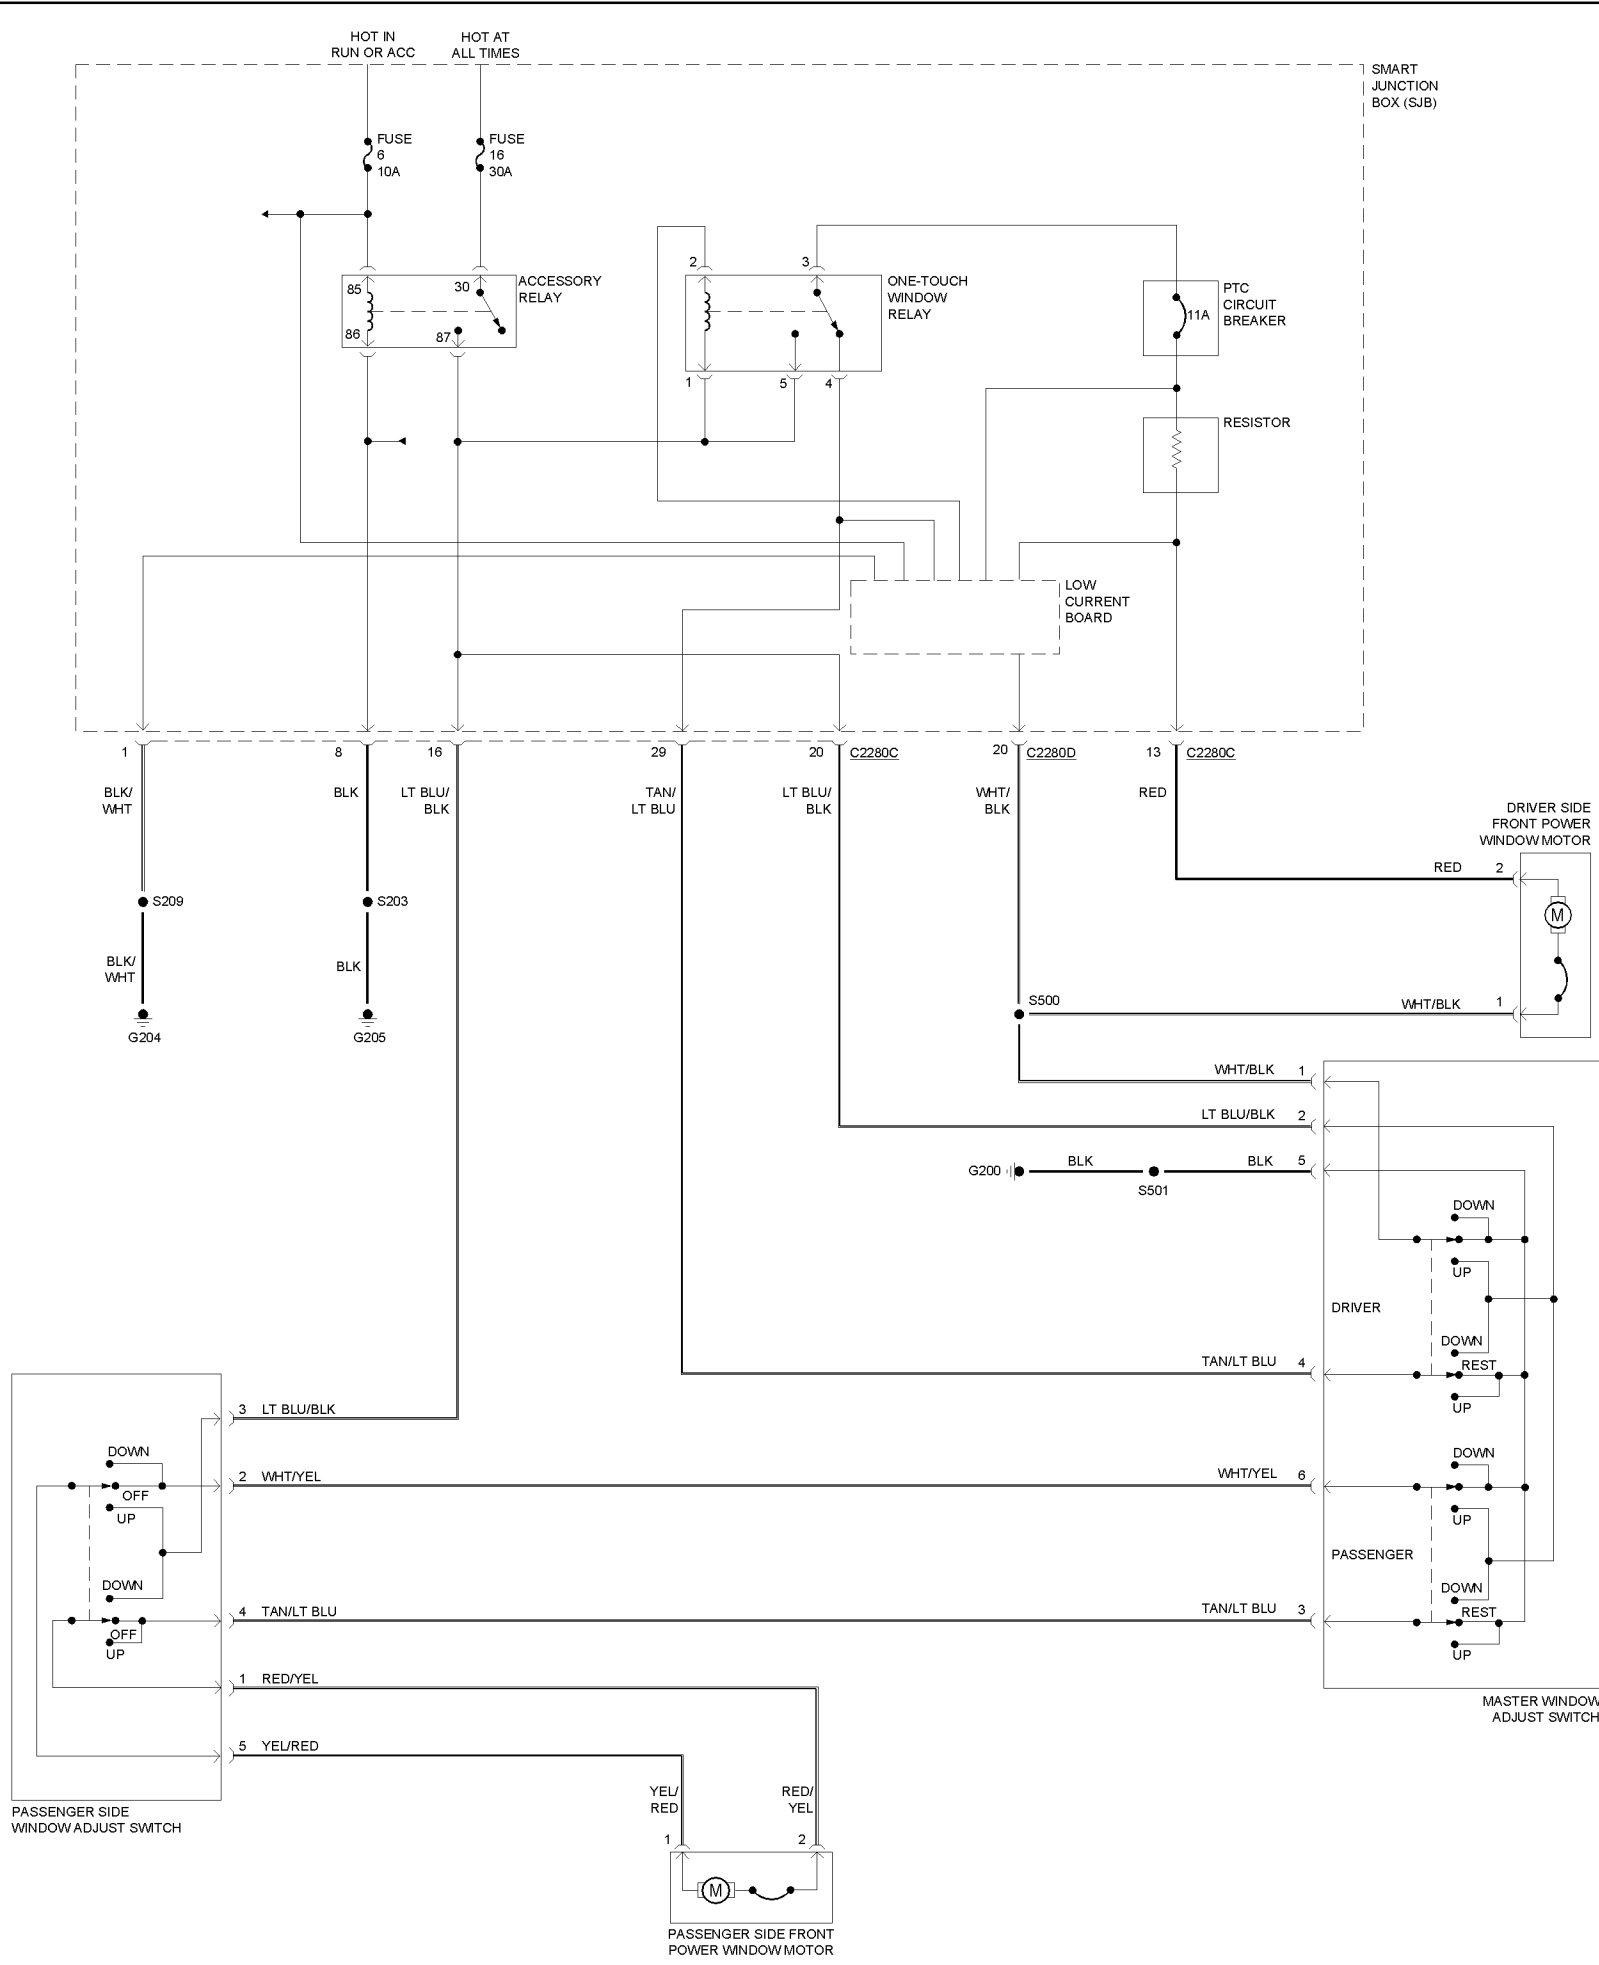 HOT IN
RUN OR ACC
HOT AT
ALL TIMES
SMART
JUNCTION
BOX (SJB)
FUSE
6
10A
FUSE
16
30A
85
86
30
87
ACCESSORY
RELAY
2
3
1
5
4
ONE-TOUCH
WINDOW
RELAY
11A
PTC
CIRCUIT
BREAKER
RESISTOR
LOW
CURRENT
BOARD
1
8
16
29
20
C2280C
20
C2280D
13
C2280C
BLK/
WHT
BLK
LT BLU/
BLK
TAN/
LT BLU
LT BLU/
BLK
WHT/
BLK
RED
DRIVER SIDE
FRONT POWER
WINDOW MOTOR
RED
2
M
S209
S203
BLK/
WHT
BLK
G204
G205
S500
WHT/BLK
1
WHT/BLK
1
LT BLU/BLK
2
G200
BLK
S501
BLK
5
DOWN
UP
DRIVER
DOWN
REST
UP
TAN/LT BLU
4
3
LT BLU/BLK
DOWN
OFF
UP
2
WHT/YEL
WHT/YEL
6
DOWN
UP
PASSENGER
DOWN
REST
UP
DOWN
OFF
UP
4
TAN/LT BLU
TAN/LT BLU
3
1
RED/YEL
5
YEL/RED
MASTER WINDOW
ADJUST SWITCH
PASSENGER SIDE
WINDOW ADJUST SWITCH
YEL/
RED
RED/
YEL
1
2
M
PASSENGER SIDE FRONT
POWER WINDOW MOTOR